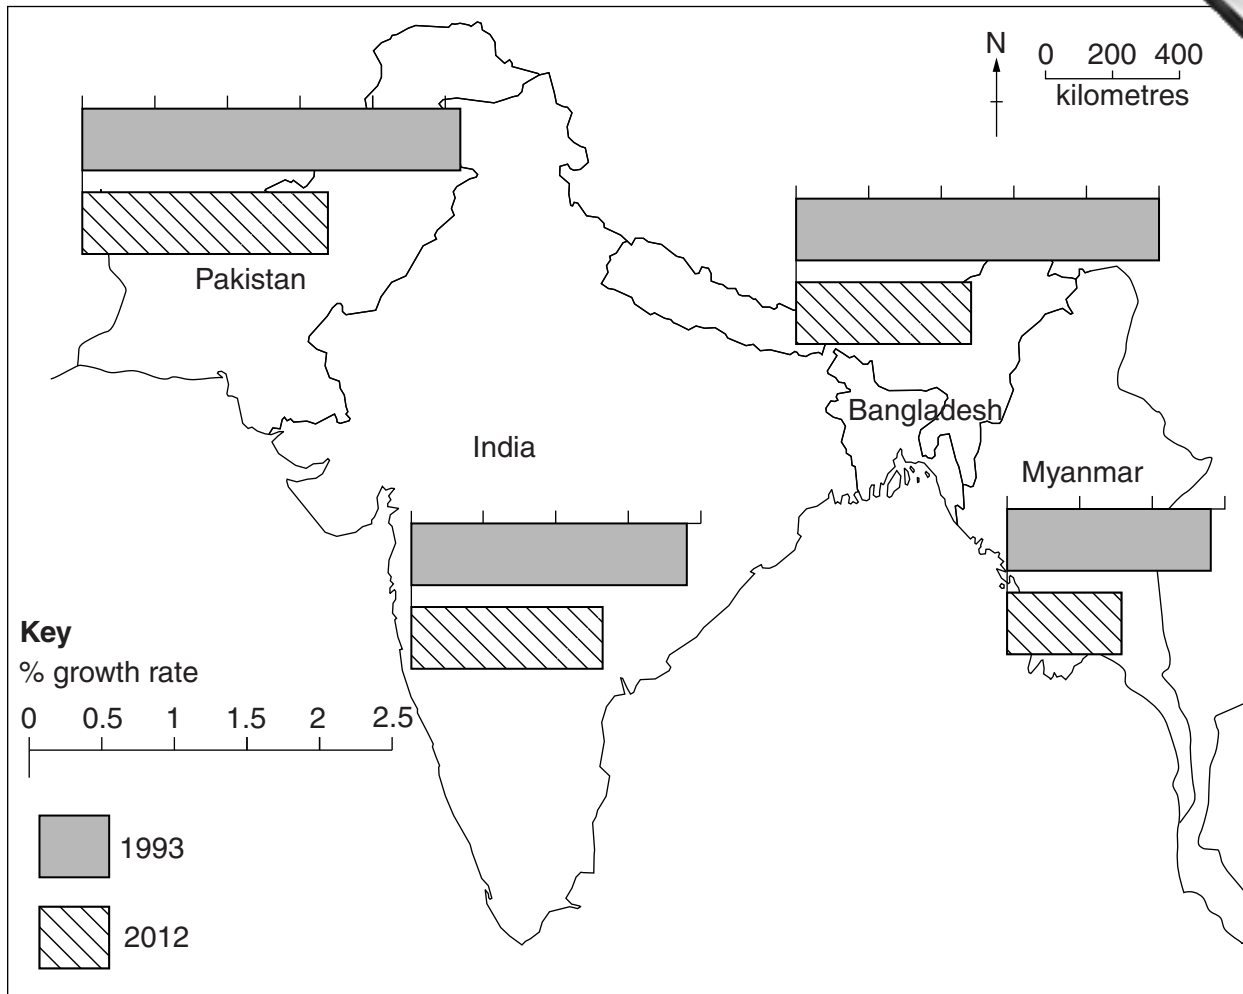 N
0 200 400
kilometres
Pakistan
Bangladesh
India
Myanmar
Key
% growth rate
0 0.5 1 1.5 2 2.5
1993
2012